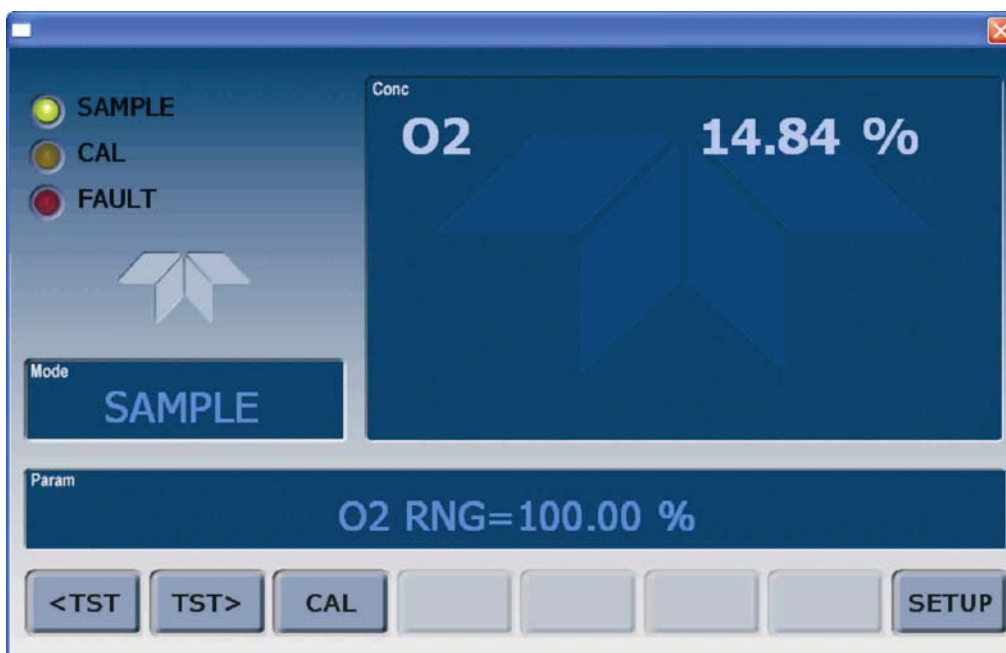 SAMPLE
CAL
FAULT
Conc
O2 14.84 %
Mode
SAMPLE
Param
O2 RNG=100.00 %
<TST TST> CAL SETUP